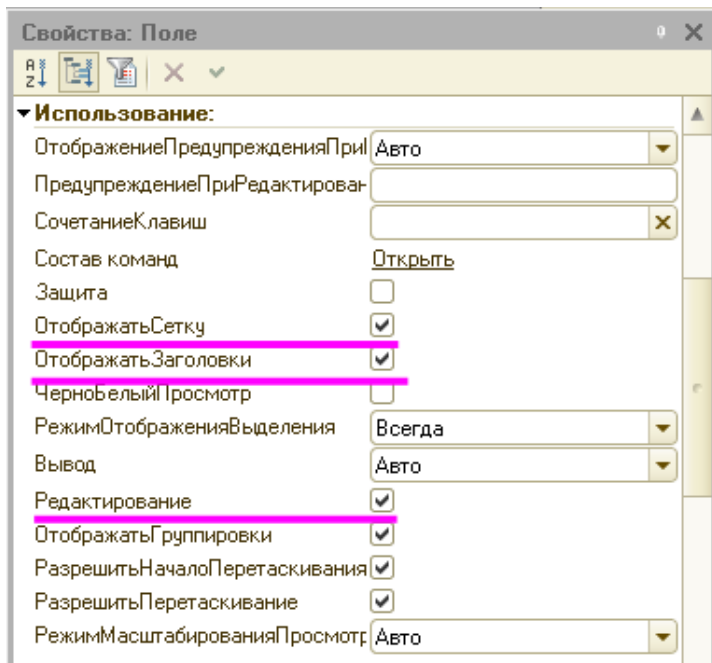 Свойства: Поле
Использование:
ОтображениеПредупрежденияПриІ Авто
ПредупреждениеПриРедактирован
СочетаниеКлавиш
Состав команд Открыть
Защита
ОтображатьСетку
ОтображатьЗаголовки
ЧерноБелыйПросмотр
РежимОтображенияВыделения Всегда
Вывод Авто
Редактирование
ОтображатьГруппировки
РазрешитьНачалоПеретаскивания
РазрешитьПеретаскивание
РежимМасштабированияПросмотр Авто